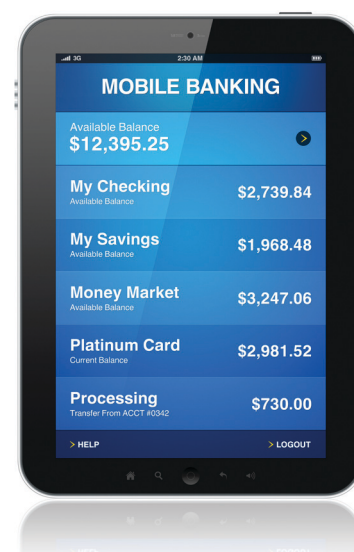 3G 2:30 AM
MOBILE BANKING
Available Balance
$12,395.25
My Checking
Available Balance
$2,739.84
My Savings
Available Balance
$1,968.48
Money Market
Available Balance
$3,247.06
Platinum Card
Current Balance
$2,981.52
Processing
Transfer From ACCT #0342
$730.00
> HELP > LOGOUT